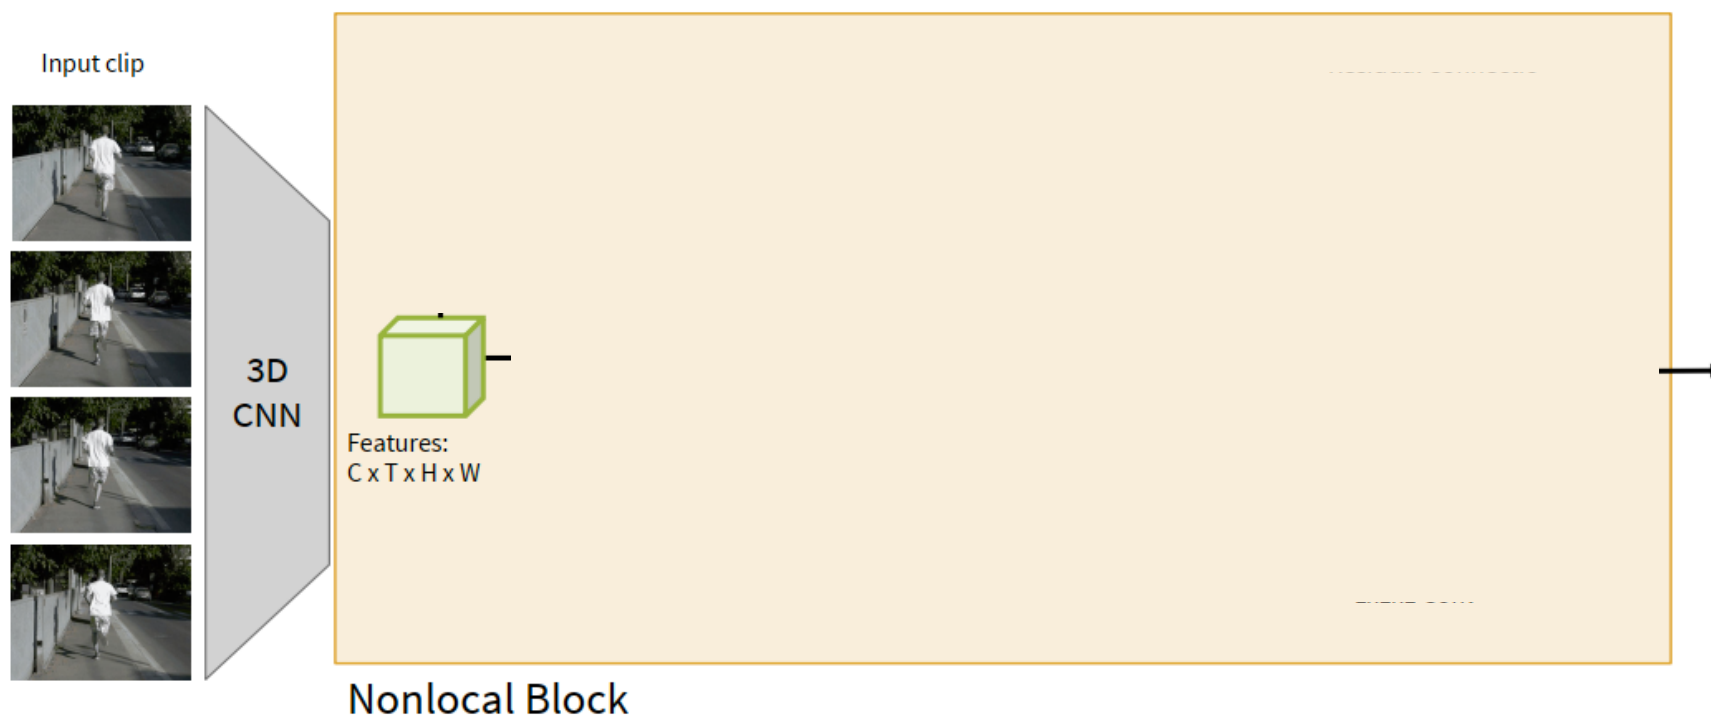 Input clip
3D
CNN
Features:
C x T x H x W
Nonlocal Block